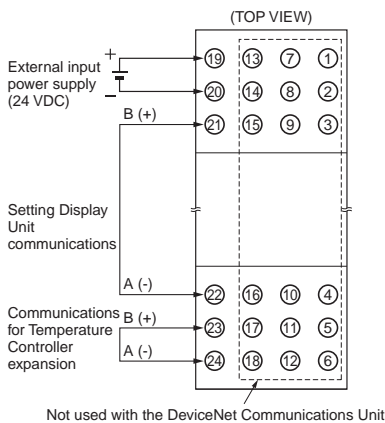 (TOP VIEW)
+
External input
power supply
(24 VDC)
−
19 13 7 1
20 14 8 2
B (+)
21 15 9 3
Setting Display
Unit
communications
A (-)
22 16 10 4
Communications
for Temperature
Controller
expansion
B (+)
23 17 11 5
A (-)
24 18 12 6
Not used with the DeviceNet Communications Unit